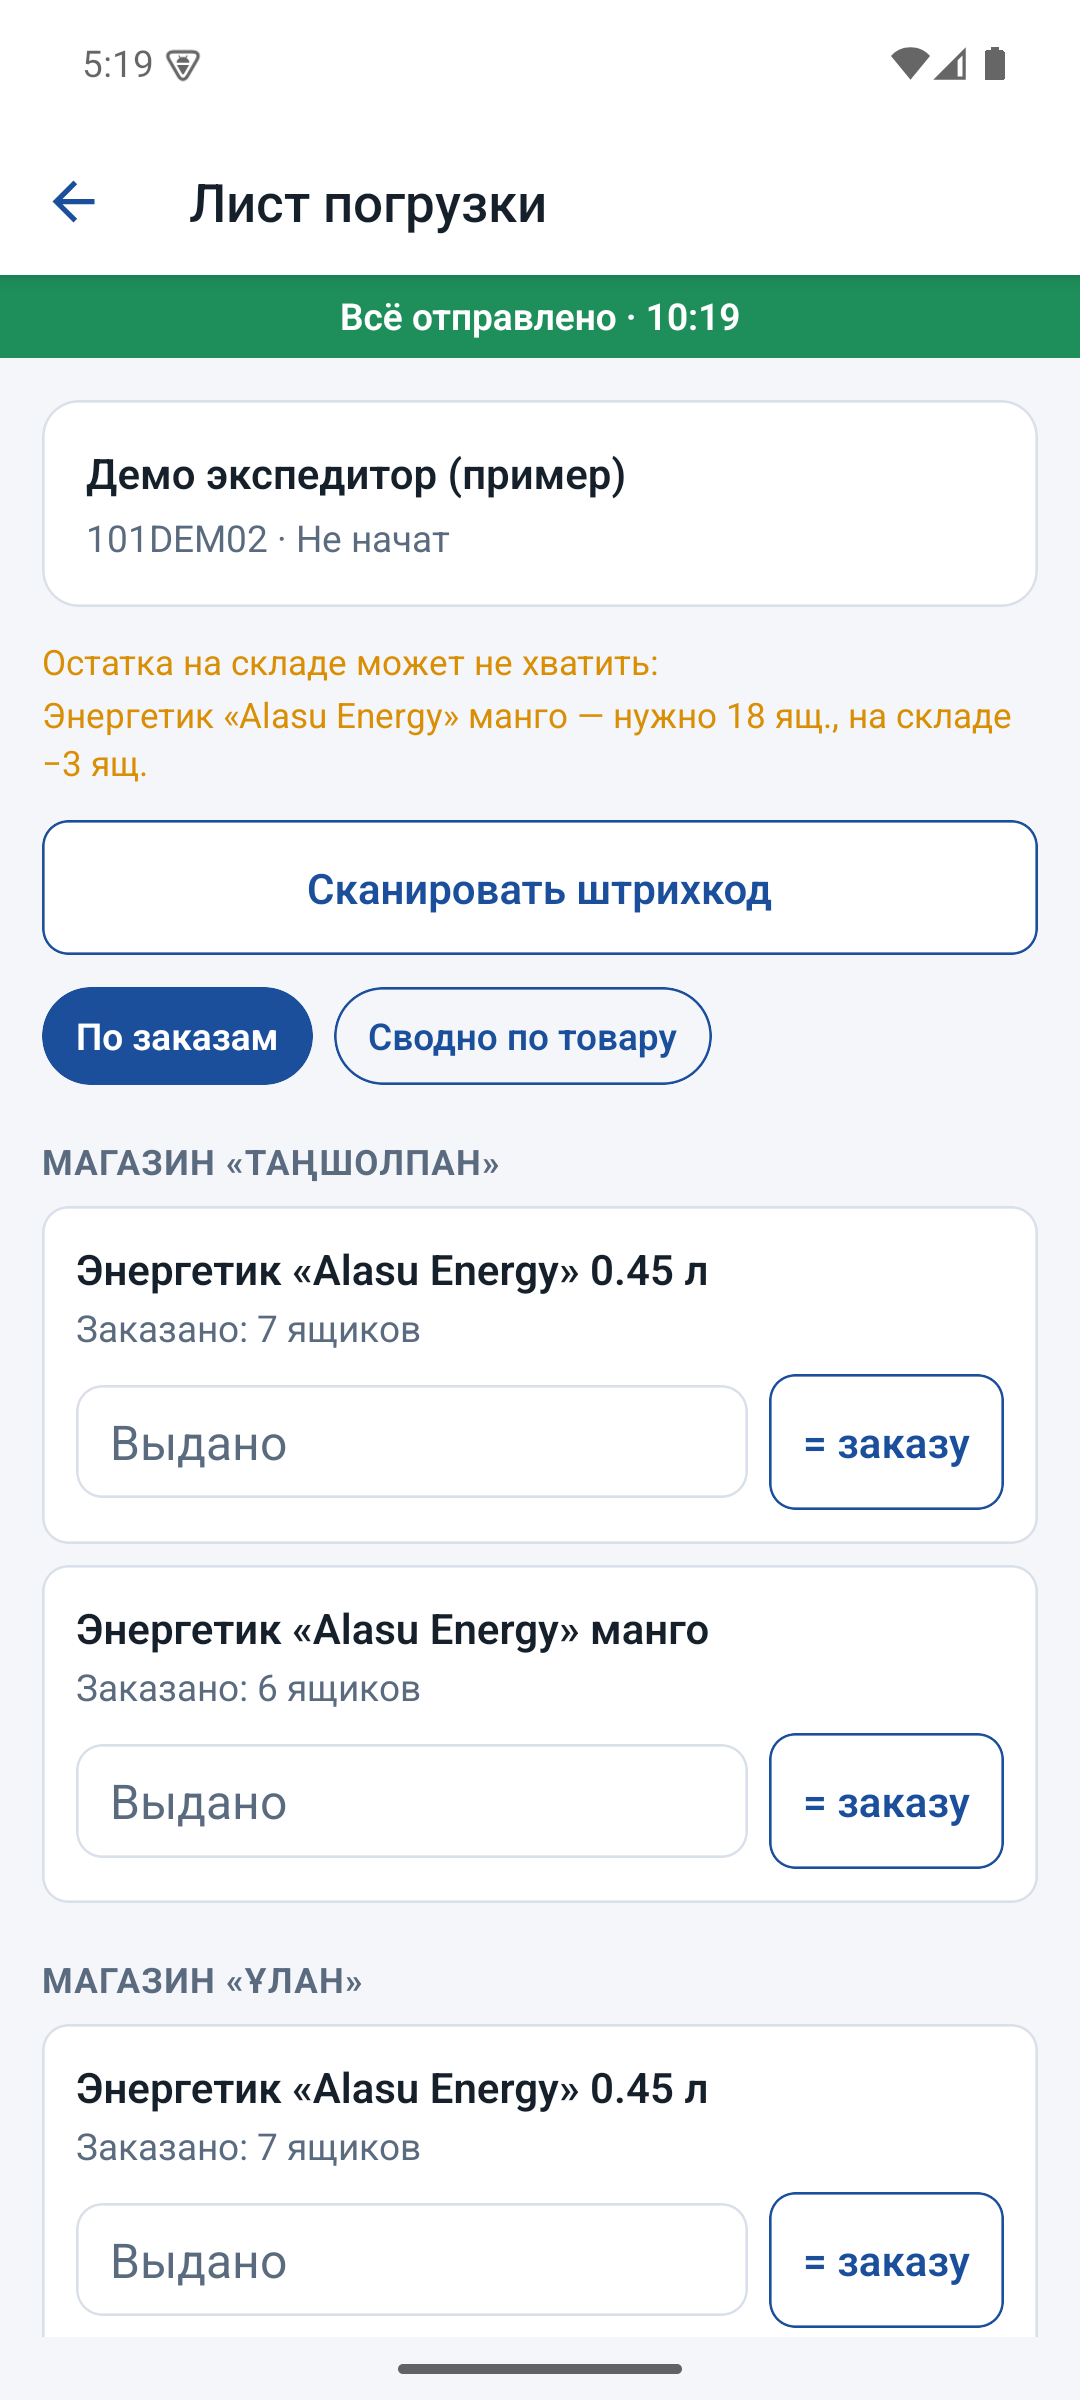 5:19
Лист погрузки
Всё отправлено · 10:19
Демо экспедитор (пример)
101DEM02 · Не начат
Остатка на складе может не хватить:
Энергетик «Alasu Energy» манго — нужно 18 ящ., на складе
−3 ящ.
Сканировать штрихкод
По заказам
Сводно по товару
МАГАЗИН «ТАҢШОЛПАН»
Энергетик «Alasu Energy» 0.45 л
Заказано: 7 ящиков
Выдано
= заказу
Энергетик «Alasu Energy» манго
Заказано: 6 ящиков
Выдано
= заказу
МАГАЗИН «ҰЛАН»
Энергетик «Alasu Energy» 0.45 л
Заказано: 7 ящиков
Выдано
= заказу